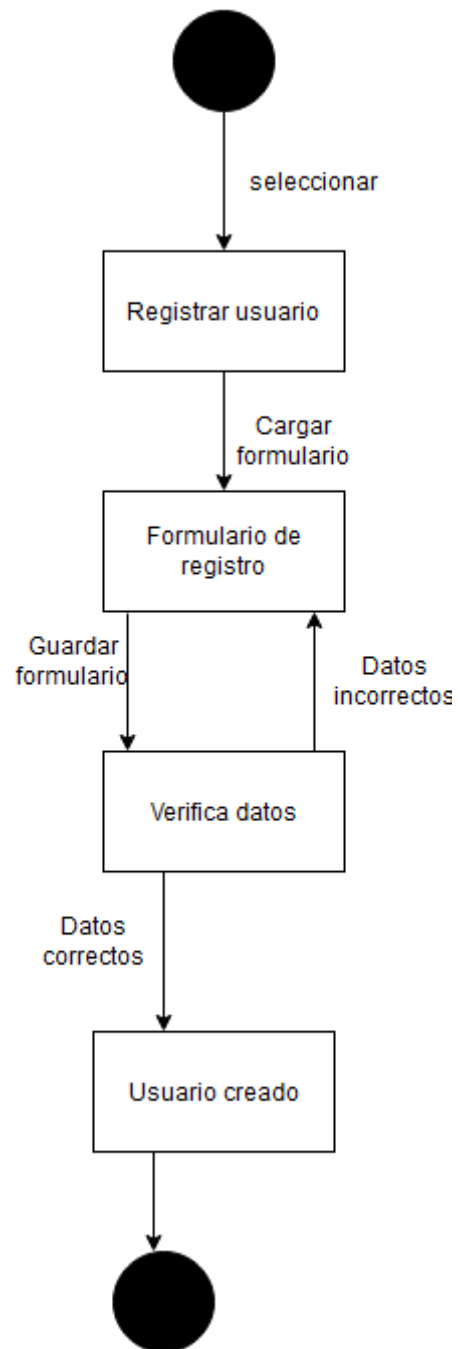 seleccionar
Registrar usuario
Cargar
formulario
Formulario de
registro
Guardar
formulario
Datos
incorrectos
Verifica datos
Datos
correctos
Usuario creado